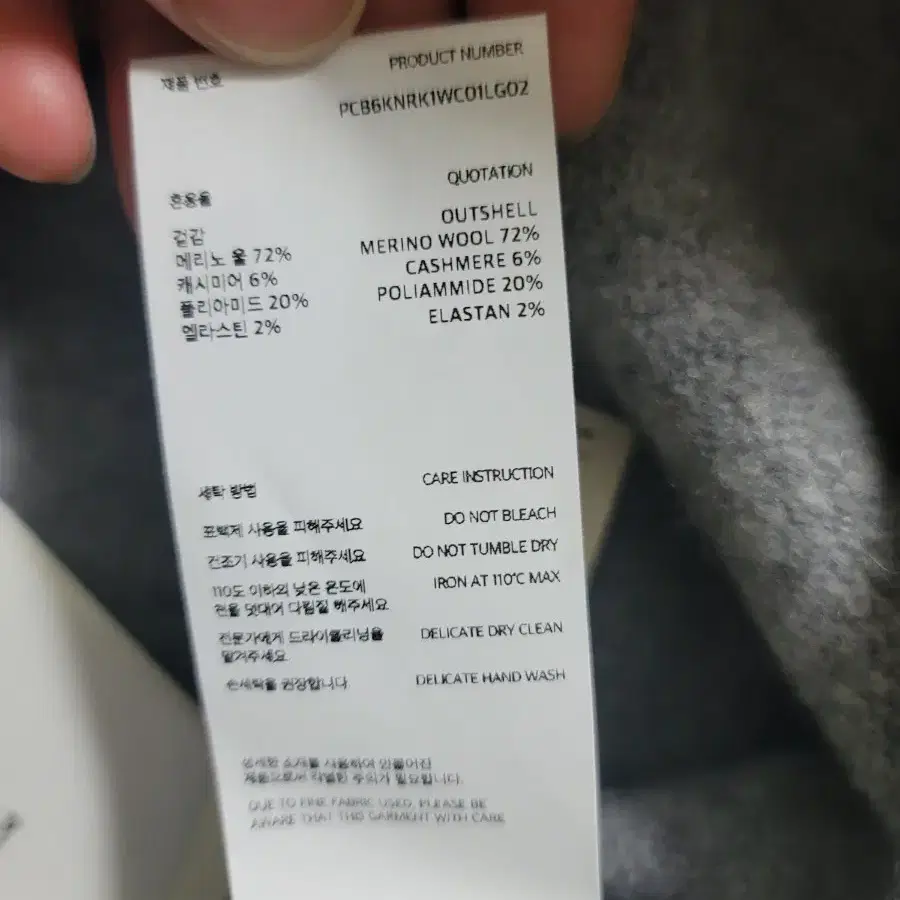 제품 번호
PRODUCT NUMBER
PCB6KNRK1WC01LG02
혼용율
QUOTATION
겉감
메리노 울 72%
캐시미어 6%
폴리아미드 20%
엘라스틴 2%
OUTSHELL
MERINO WOOL 72%
CASHMERE 6%
POLIAMMIDE 20%
ELASTAN 2%
세탁 방법
CARE INSTRUCTION
표백제 사용을 피해주세요
DO NOT BLEACH
건조기 사용을 피해주세요
DO NOT TUMBLE DRY
110도 이하의 낮은 온도에
천을 덧대어 다림질 해주세요
IRON AT 110℃ MAX
전문가에게 드라이클리닝을
맡겨주세요
DELICATE DRY CLEAN
손세탁을 권장합니다
DELICATE HAND WASH
섬세한 소재를 사용하여 만들어진
제품으로써 각별한 주의가 필요합니다.
DUE TO FINE FABRIC USED, PLEASE BE
AWARE THAT THIS GARMENT WITH CARE